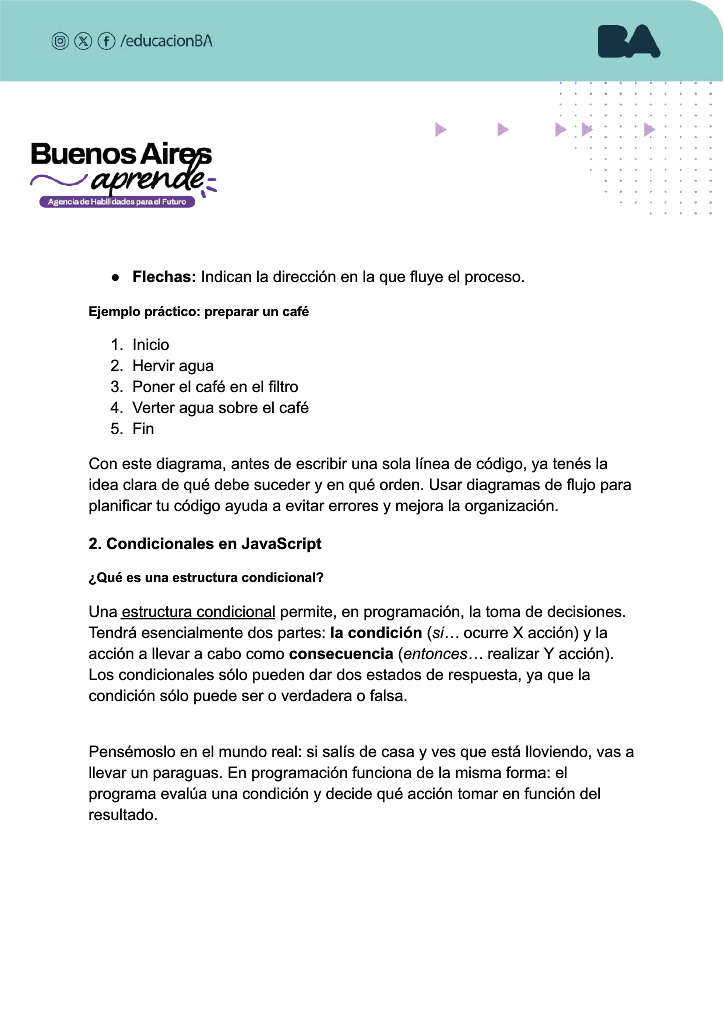 /educacionBA
BA
Buenos Aires
aprende
Agencia de Habilidades para el Futuro
● Flechas: Indican la dirección en la que fluye el proceso.
Ejemplo práctico: preparar un café
1. Inicio
2. Hervir agua
3. Poner el café en el filtro
4. Verter agua sobre el café
5. Fin
Con este diagrama, antes de escribir una sola línea de código, ya tenés la
idea clara de qué debe suceder y en qué orden. Usar diagramas de flujo para
planificar tu código ayuda a evitar errores y mejora la organización.
2. Condicionales en JavaScript
¿Qué es una estructura condicional?
Una estructura condicional permite, en programación, la toma de decisiones.
Tendrá esencialmente dos partes: la condición (si… ocurre X acción) y la
acción a llevar a cabo como consecuencia (entonces… realizar Y acción).
Los condicionales sólo pueden dar dos estados de respuesta, ya que la
condición sólo puede ser o verdadera o falsa.
Pensémoslo en el mundo real: si salís de casa y ves que está lloviendo, vas a
llevar un paraguas. En programación funciona de la misma forma: el
programa evalúa una condición y decide qué acción tomar en función del
resultado.